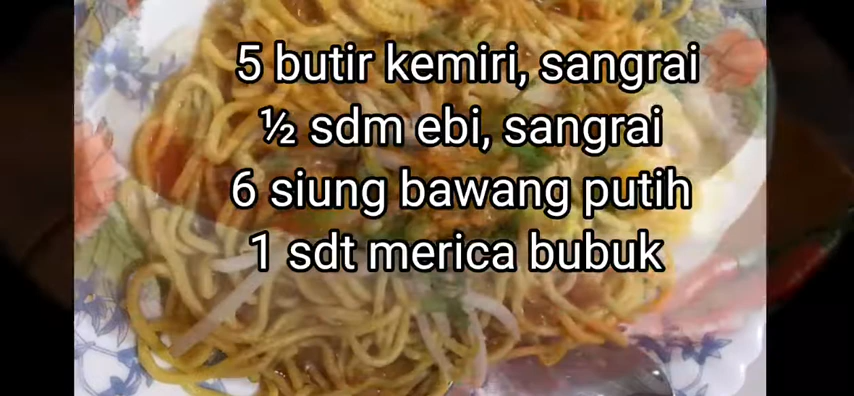 5 butir kemiri, sangrai
½ sdm ebi, sangrai
6 siung bawang putih
1 sdt merica bubuk